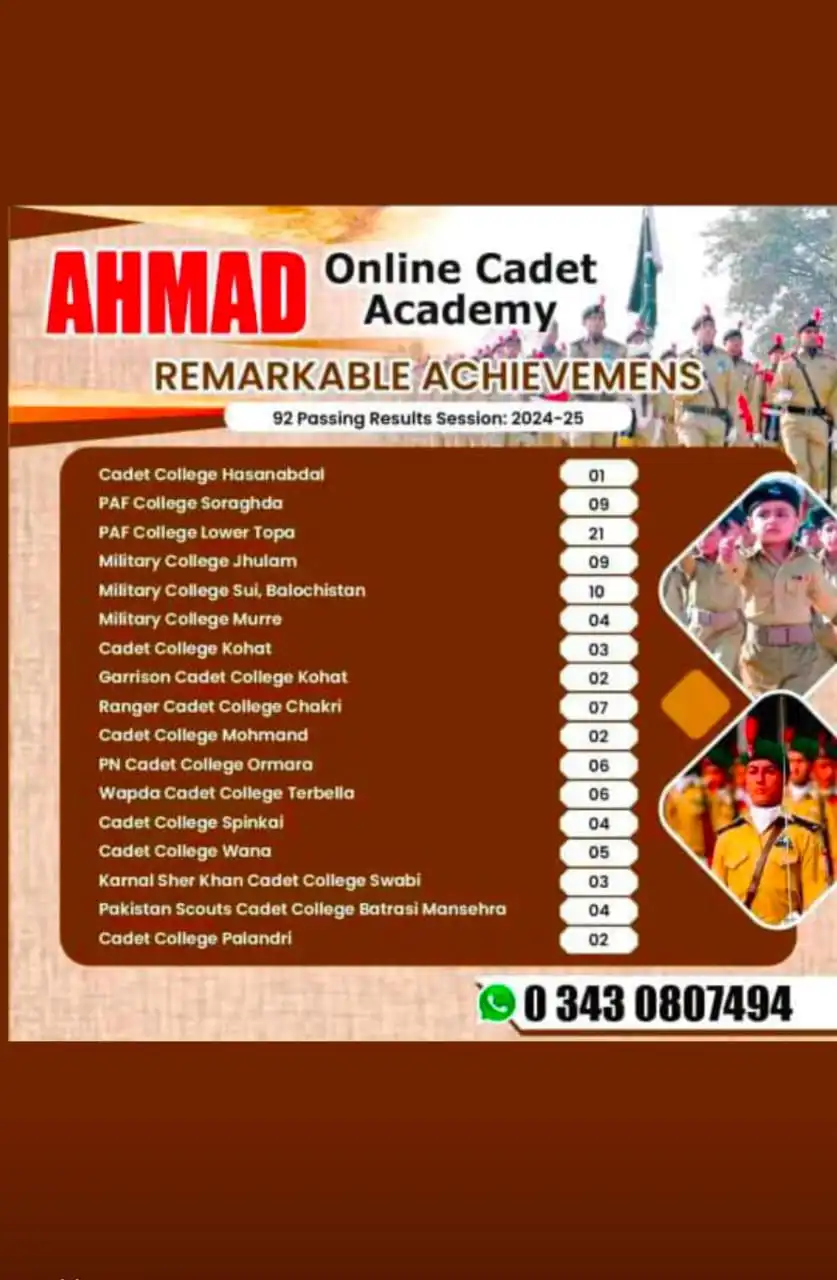 AHMAD Online Cadet
Academy
REMARKABLE ACHIEVEMENS
92 Passing Results Session: 2024-25
Cadet College Hasanabdal 01
PAF College Soraghda 09
PAF College Lower Topa 21
Military College Jhulam 09
Military College Sui, Balochistan 10
Military College Murre 04
Cadet College Kohat 03
Garrison Cadet College Kohat 02
Ranger Cadet College Chakri 07
Cadet College Mohmand 02
PN Cadet College Ormara 06
Wapda Cadet College Terbella 06
Cadet College Spinkai 04
Cadet College Wana 05
Karnal Sher Khan Cadet College Swabi 03
Pakistan Scouts Cadet College Batrasi Mansehra 04
Cadet College Palandri 02
0 343 0807494